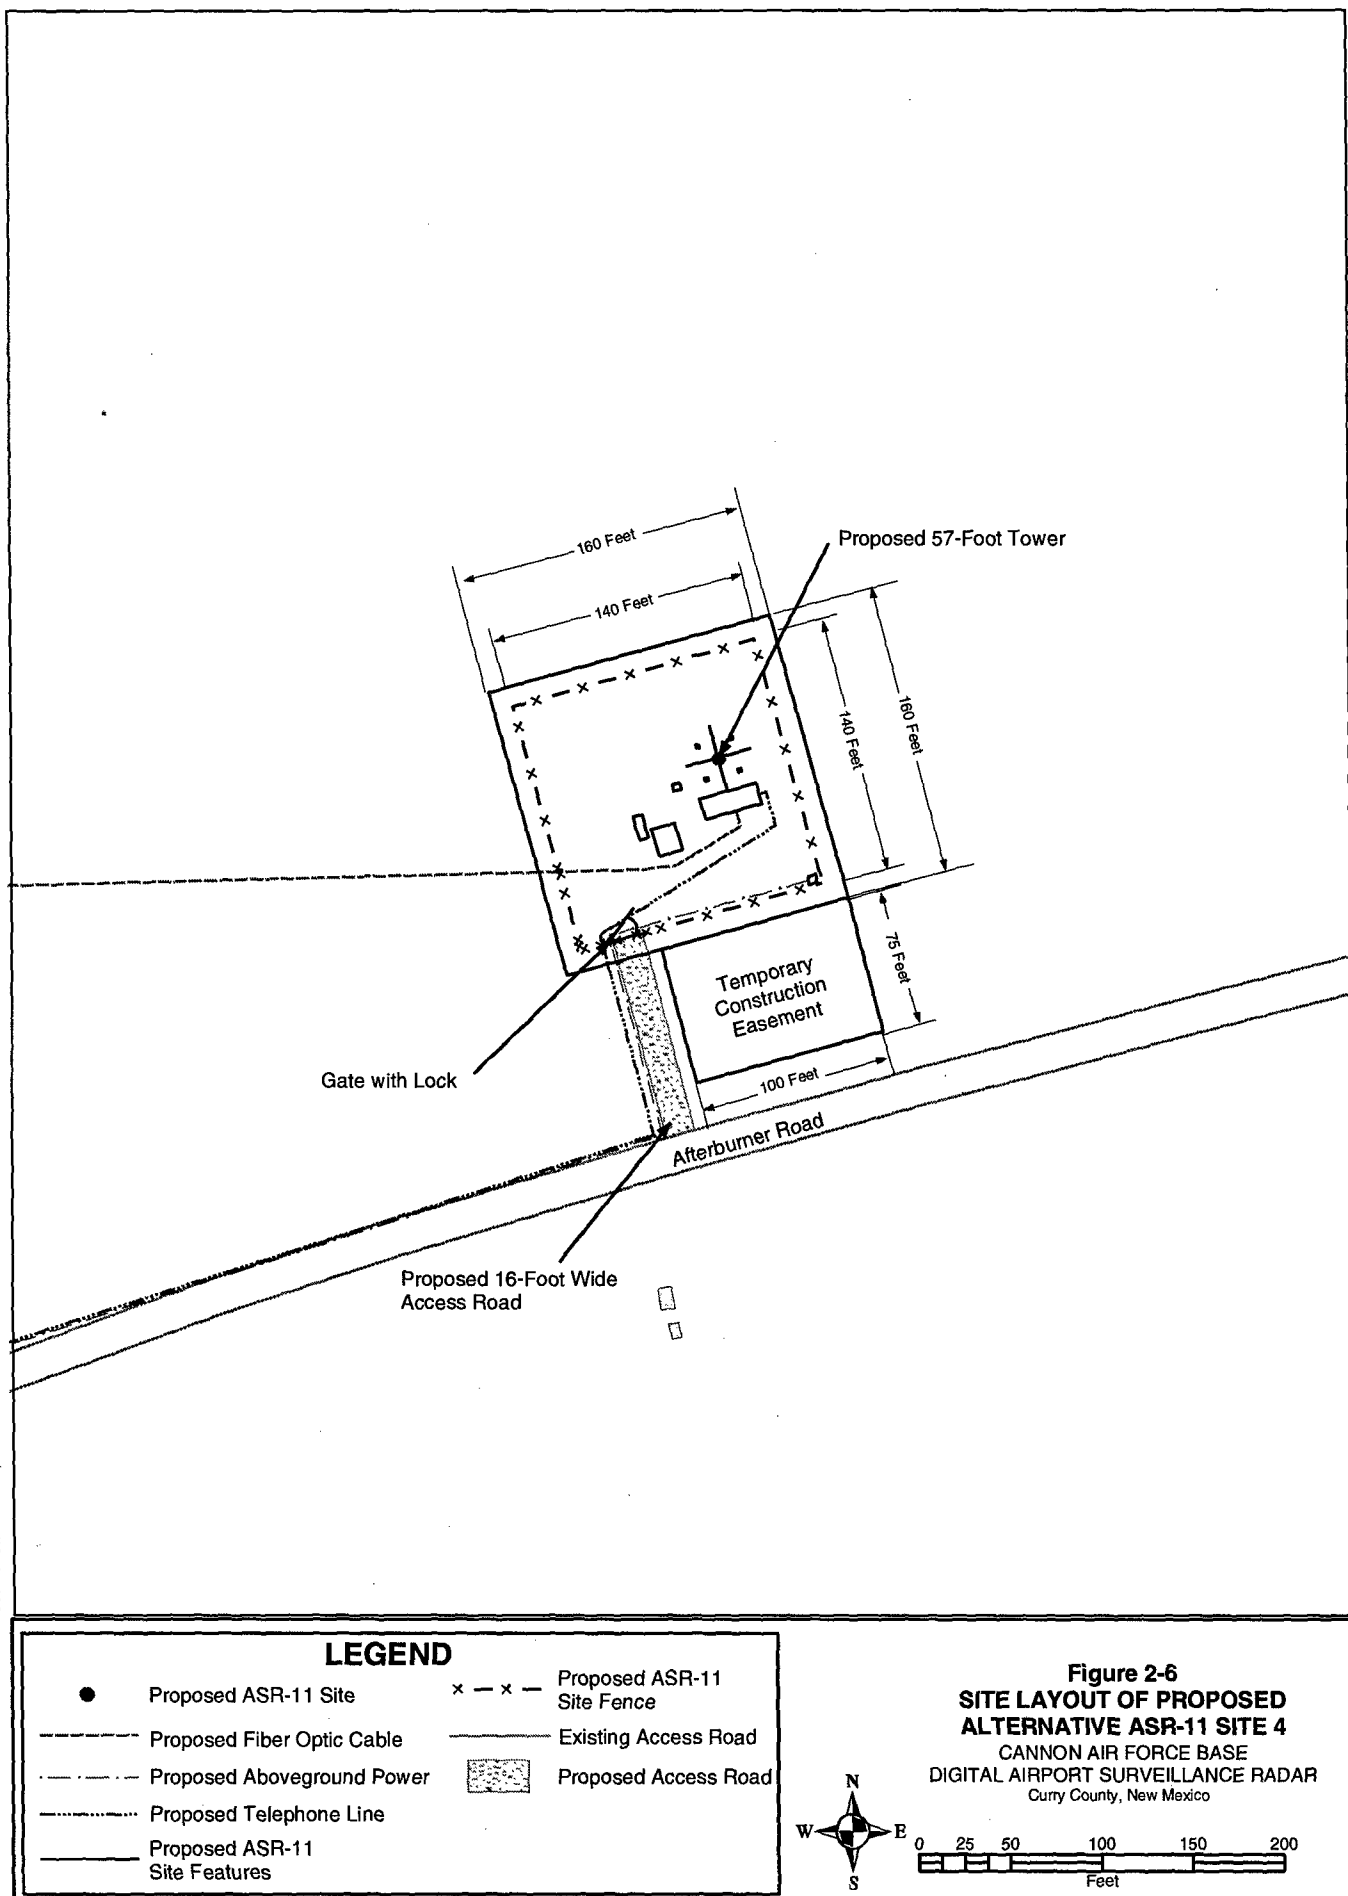 160 Feet
Proposed 57-Foot Tower
140 Feet
160 Feet
140 Feet
75 Feet
Temporary
Construction
Easement
Gate with Lock
100 Feet
Afterburner Road
Proposed 16-Foot Wide
Access Road
LEGEND
Proposed ASR-11 Site
Proposed Fiber Optic Cable
Proposed Aboveground Power
Proposed Telephone Line
Proposed ASR-11
Site Features
Proposed ASR-11
Site Fence
Existing Access Road
Proposed Access Road
Figure 2-6
SITE LAYOUT OF PROPOSED
ALTERNATIVE ASR-11 SITE 4
CANNON AIR FORCE BASE
DIGITAL AIRPORT SURVEILLANCE RADAR
Curry County, New Mexico
N
W E
S
0 25 50 100 150 200
Feet